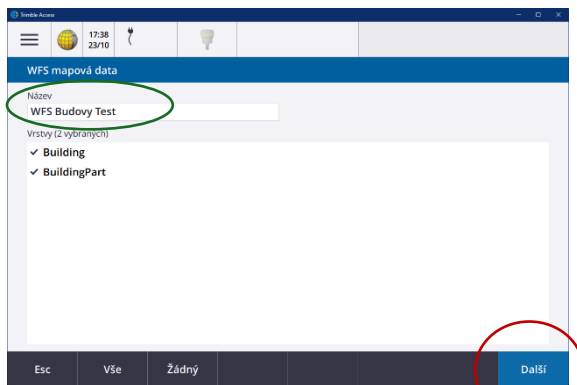 Trimble Access
17:38
23/10
WFS mapová data
Název
WFS Budovy Test
Vrstvy (2 vybraných)
Building
BuildingPart
Esc Vše Žádný Další